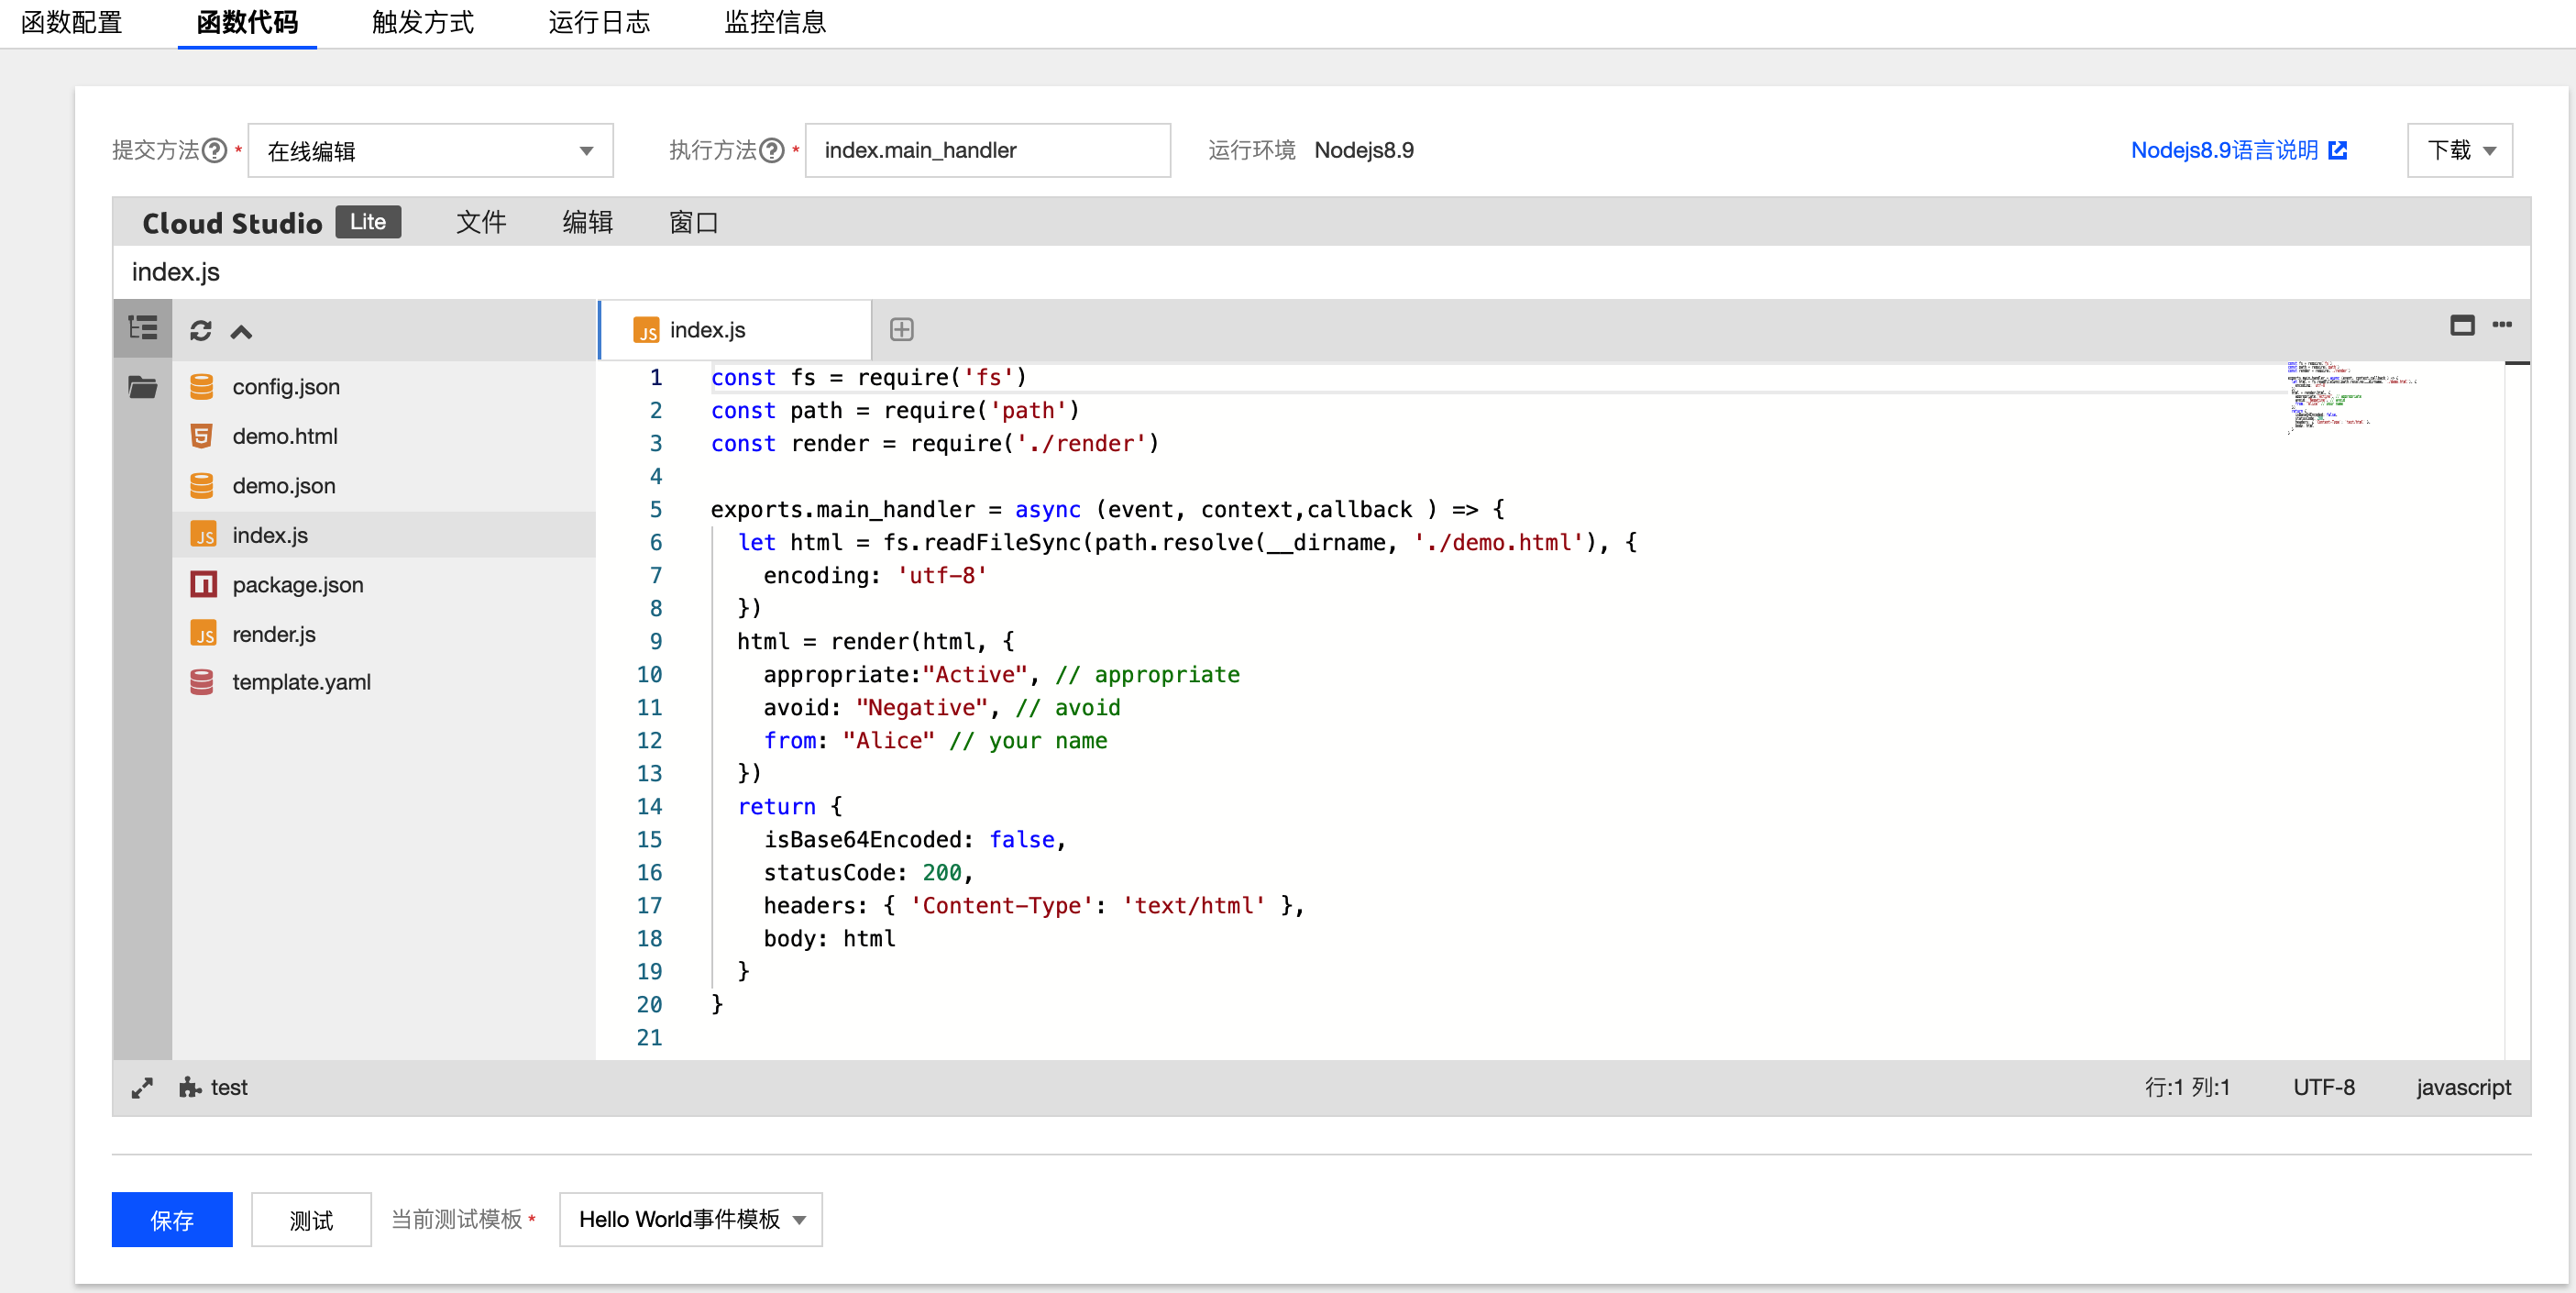 函数配置 函数代码 触发方式 运行日志 监控信息
提交方法 * 在线编辑 执行方法 * index.main_handler 运行环境 Nodejs8.9 Nodejs8.9语言说明 下载
Cloud Studio Lite 文件 编辑 窗口
index.js
index.js
config.json
demo.html
demo.json
index.js
package.json
render.js
template.yaml
1 const fs = require('fs')
2 const path = require('path')
3 const render = require('./render')
4
5 exports.main_handler = async (event, context,callback ) => {
6 let html = fs.readFileSync(path.resolve(__dirname, './demo.html'), {
7 encoding: 'utf-8'
8 })
9 html = render(html, {
10 appropriate:"Active", // appropriate
11 avoid: "Negative", // avoid
12 from: "Alice" // your name
13 })
14 return {
15 isBase64Encoded: false,
16 statusCode: 200,
17 headers: { 'Content-Type': 'text/html' },
18 body: html
19 }
20 }
21
test 行:1 列:1 UTF-8 javascript
保存 测试 当前测试模板 * Hello World事件模板